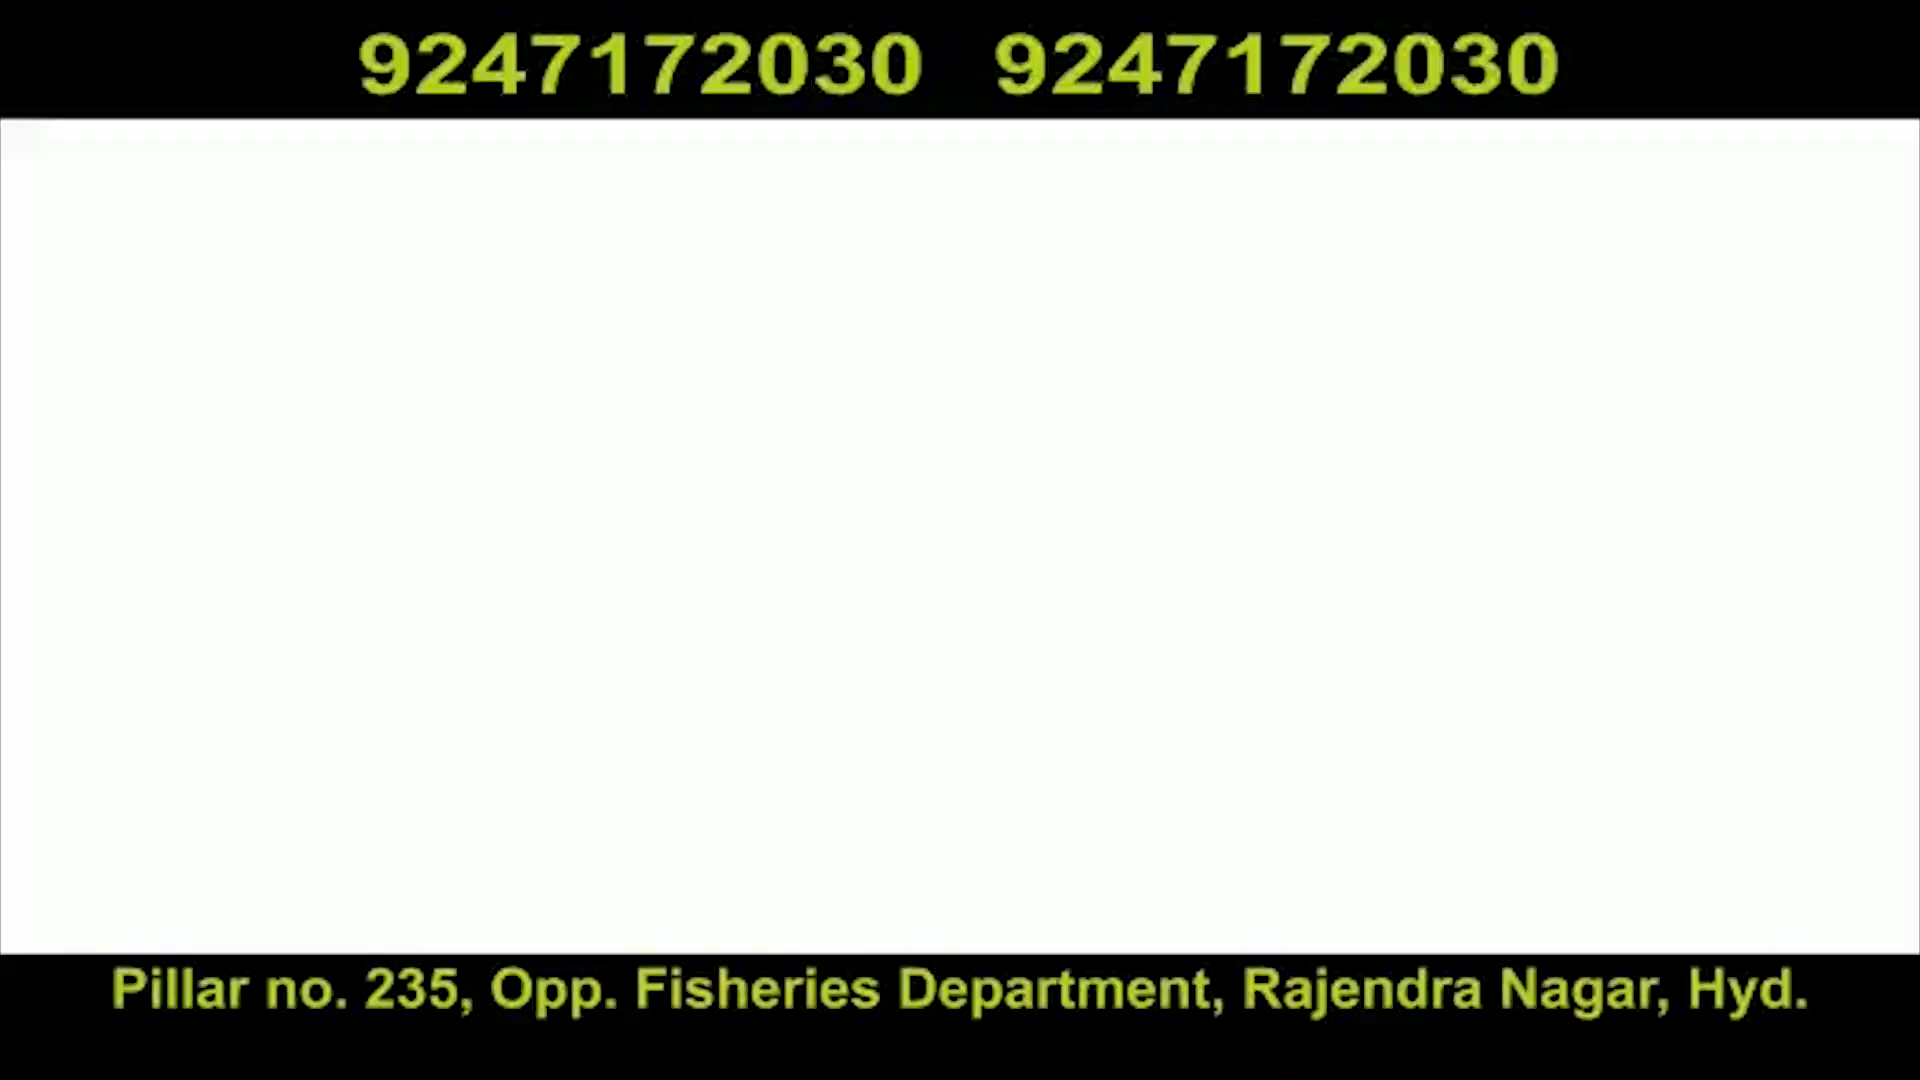 9247172030 9247172030
Pillar no. 235, Opp. Fisheries Department, Rajendra Nagar, Hyd.